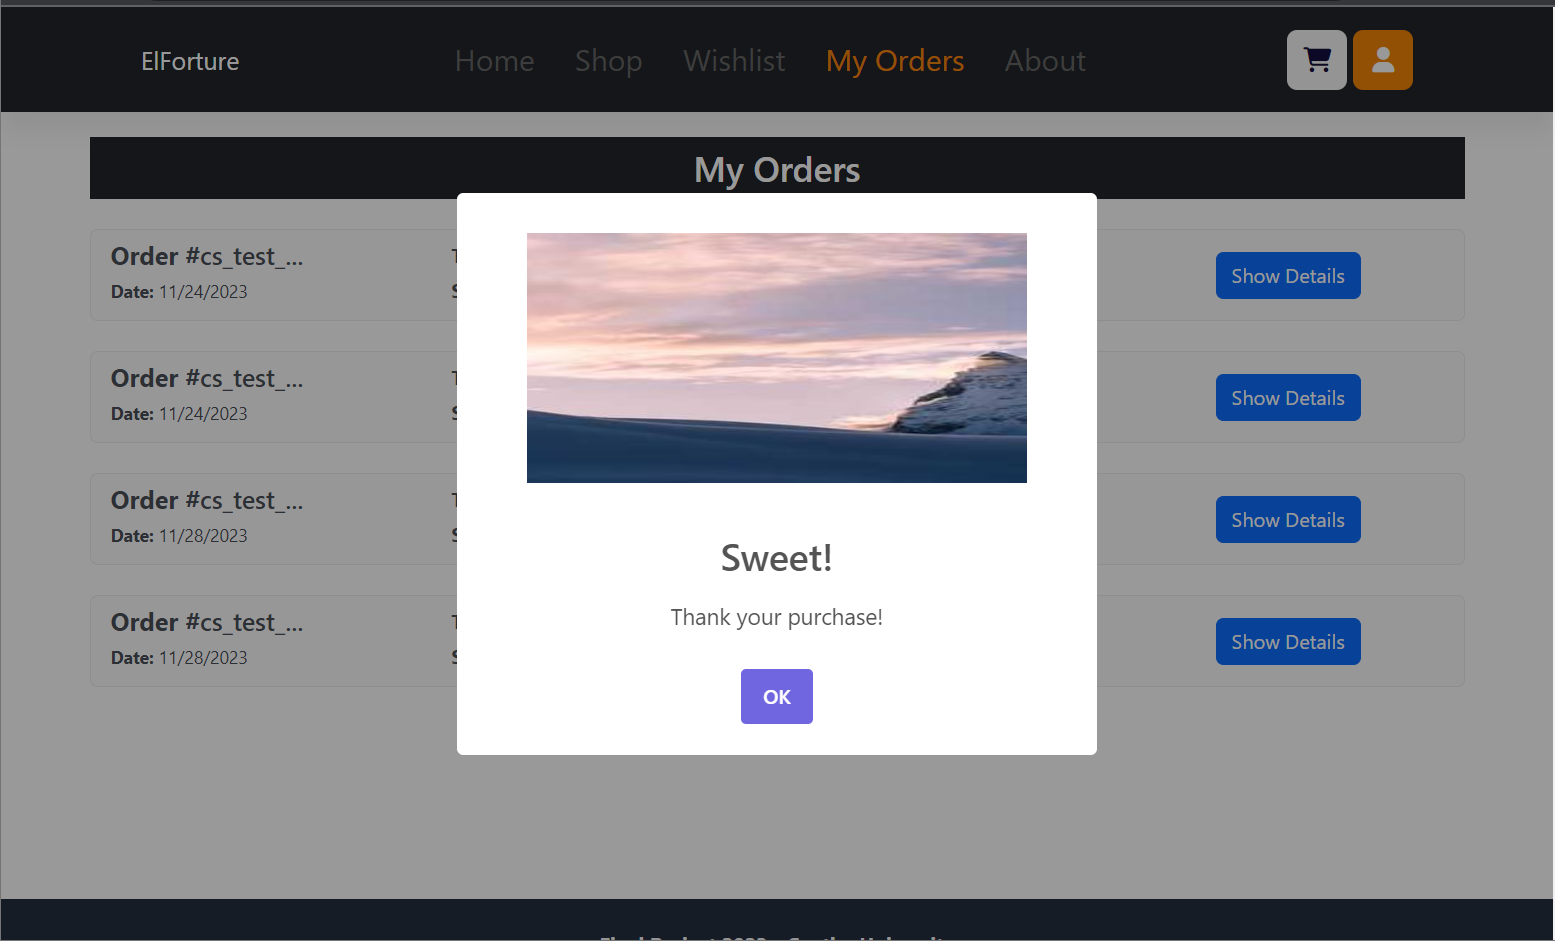 ElForture
Home Shop Wishlist My Orders About
My Orders
Order #cs_test_...
Date: 11/24/2023
Show Details
Order #cs_test_...
Date: 11/24/2023
Show Details
Order #cs_test_...
Date: 11/28/2023
Show Details
Order #cs_test_...
Date: 11/28/2023
Show Details
Sweet!
Thank your purchase!
OK